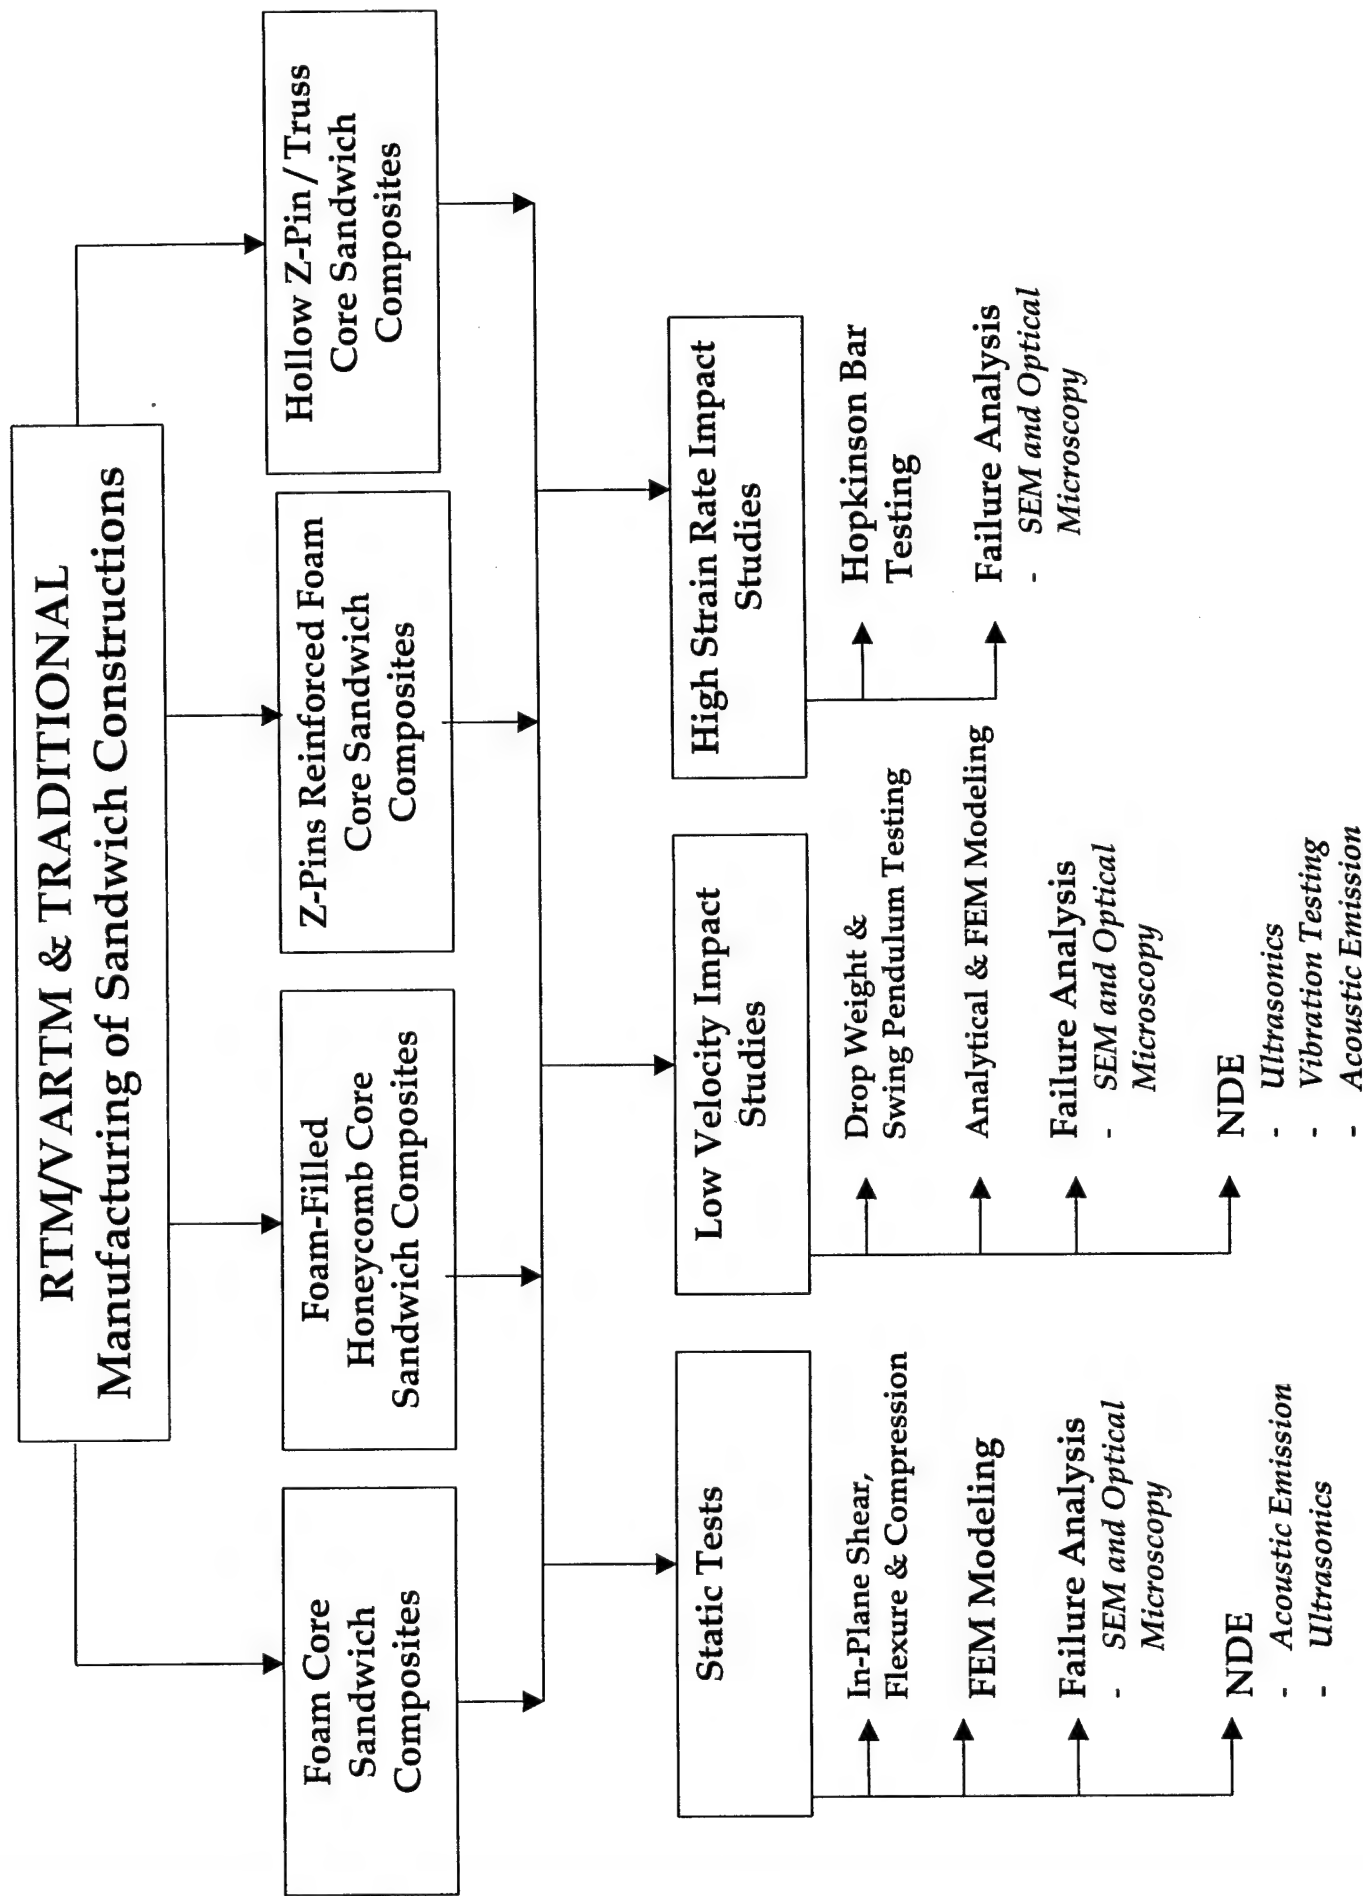 RTM/VARTM & TRADITIONAL
Manufacturing of Sandwich Constructions
Foam Core
Sandwich
Composites
Foam-Filled
Honeycomb Core
Sandwich Composites
Z-Pins Reinforced Foam
Core Sandwich
Composites
Hollow Z-Pin/Truss
Core Sandwich
Composites
Static Tests
In-Plane Shear,
Flexure & Compression
FEM Modeling
Failure Analysis
- SEM and Optical
Microscopy
NDE
- Acoustic Emission
- Ultrasonics
Low Velocity Impact
Studies
Drop Weight &
Swing Pendulum Testing
Analytical & FEM Modeling
Failure Analysis
- SEM and Optical
Microscopy
NDE
- Ultrasonics
- Vibration Testing
- Acoustic Emission
High Strain Rate Impact
Studies
Hopkinson Bar
Testing
Failure Analysis
- SEM and Optical
Microscopy